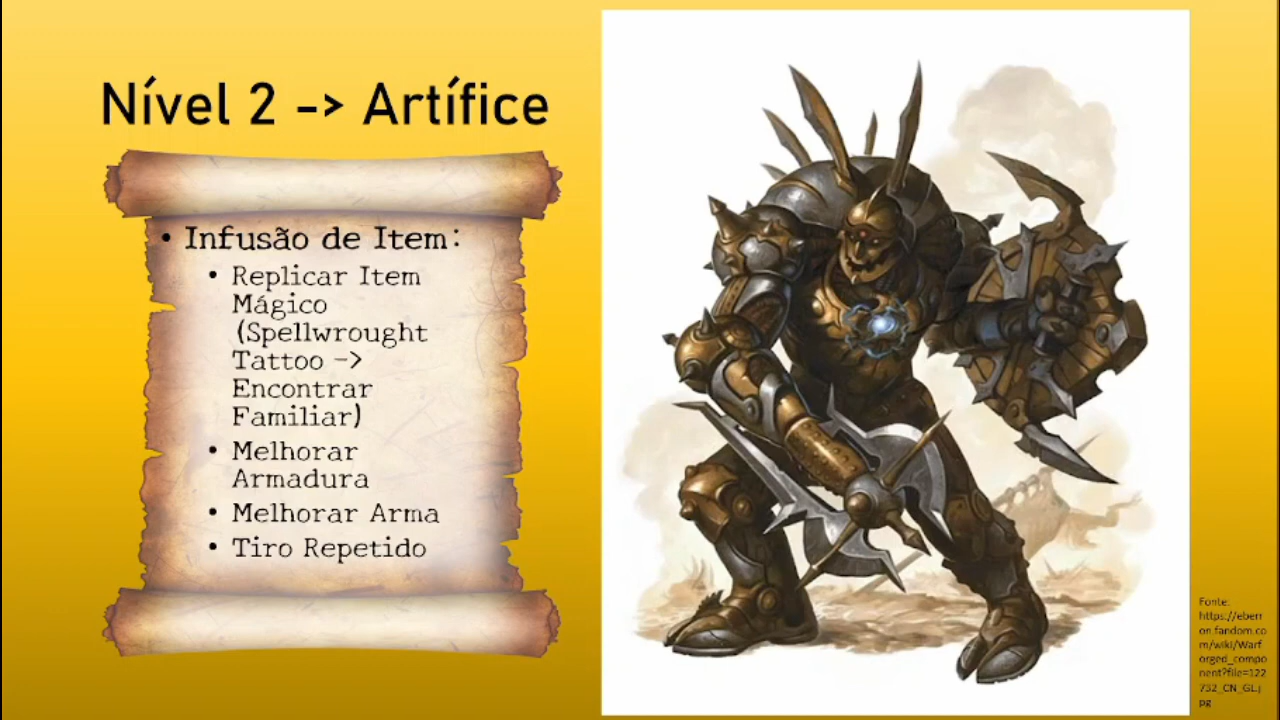 Nível 2 -> Artífice
• Infusão de Item:
• Replicar Item
Mágico
(Spellwrought
Tattoo –>
Encontrar
Familiar)
• Melhorar
Armadura
• Melhorar Arma
• Tiro Repetido
Fonte:
https://eberr
on.fandom.co
m/wiki/Warf
orged_compo
nent?file=122
732_CN_GL.j
pg